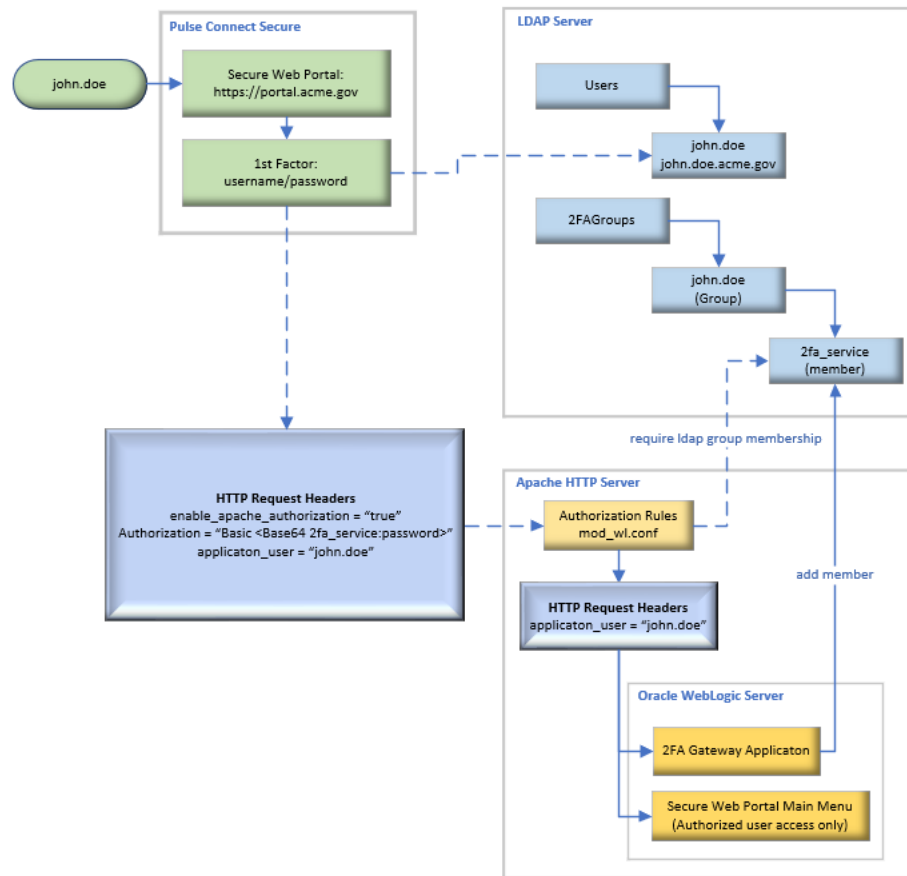 Pulse Connect Secure
john.doe
Secure Web Portal:
https://portal.acme.gov
1st Factor:
username/password
LDAP Server
Users
john.doe
john.doe.acme.gov
2FAGroups
john.doe
(Group)
2fa_service
(member)
require ldap group membership
HTTP Request Headers
enable_apache_authorization = “true”
Authorization = “Basic <Base64 2fa_service:password>”
applicaton_user = “john.doe”
Apache HTTP Server
Authorization Rules
mod_wl.conf
add member
HTTP Request Headers
applicaton_user = “john.doe”
Oracle WebLogic Server
2FA Gateway Applicaton
Secure Web Portal Main Menu
(Authorized user access only)